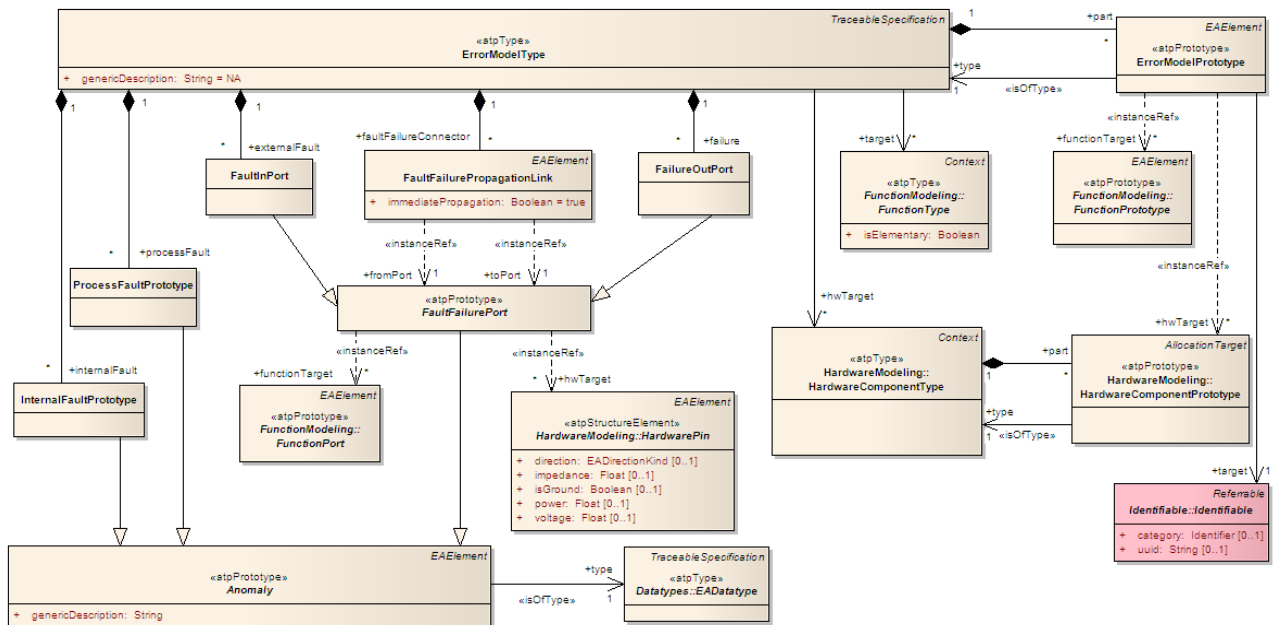 TraceableSpecification
«atpType»
ErrorModelType
+ genericDescription: String = NA
1
+part
*
EAElement
«atpPrototype»
ErrorModelPrototype
+type
1
«isOfType»
1
1
1
1
1
+faultFailureConnector
*
*
+externalFault
*
+failure
+target
*
«instanceRef»
+functionTarget
*
FaultInPort
EAElement
FaultFailurePropagationLink
+ immediatePropagation: Boolean = true
FailureOutPort
Context
«atpType»
FunctionModeling::
FunctionType
+ isElementary: Boolean
EAElement
«atpPrototype»
FunctionModeling::
FunctionPrototype
«instanceRef»
«instanceRef»
«instanceRef»
*
+processFault
ProcessFaultPrototype
+fromPort
1
+toPort
1
«atpPrototype»
FaultFailurePort
+hwTarget
*
+hwTarget
*
Context
«atpType»
HardwareModeling::
HardwareComponentType
1
+part
*
AllocationTarget
«atpPrototype»
HardwareModeling::
HardwareComponentPrototype
+type
1
«isOfType»
«instanceRef»
«instanceRef»
*
+internalFault
InternalFaultPrototype
+functionTarget
*
*
+hwTarget
EAElement
«atpPrototype»
FunctionModeling::
FunctionPort
EAElement
«atpStructureElement»
HardwareModeling::HardwarePin
+ direction: EADirectionKind [0..1]
+ impedance: Float [0..1]
+ isGround: Boolean [0..1]
+ power: Float [0..1]
+ voltage: Float [0..1]
+target
1
Referrable
Identifiable::Identifiable
+ category: Identifier [0..1]
+ uuid: String [0..1]
EAElement
«atpPrototype»
Anomaly
+ genericDescription: String
+type
1
«isOfType»
TraceableSpecification
«atpType»
Datatypes::EADatatype